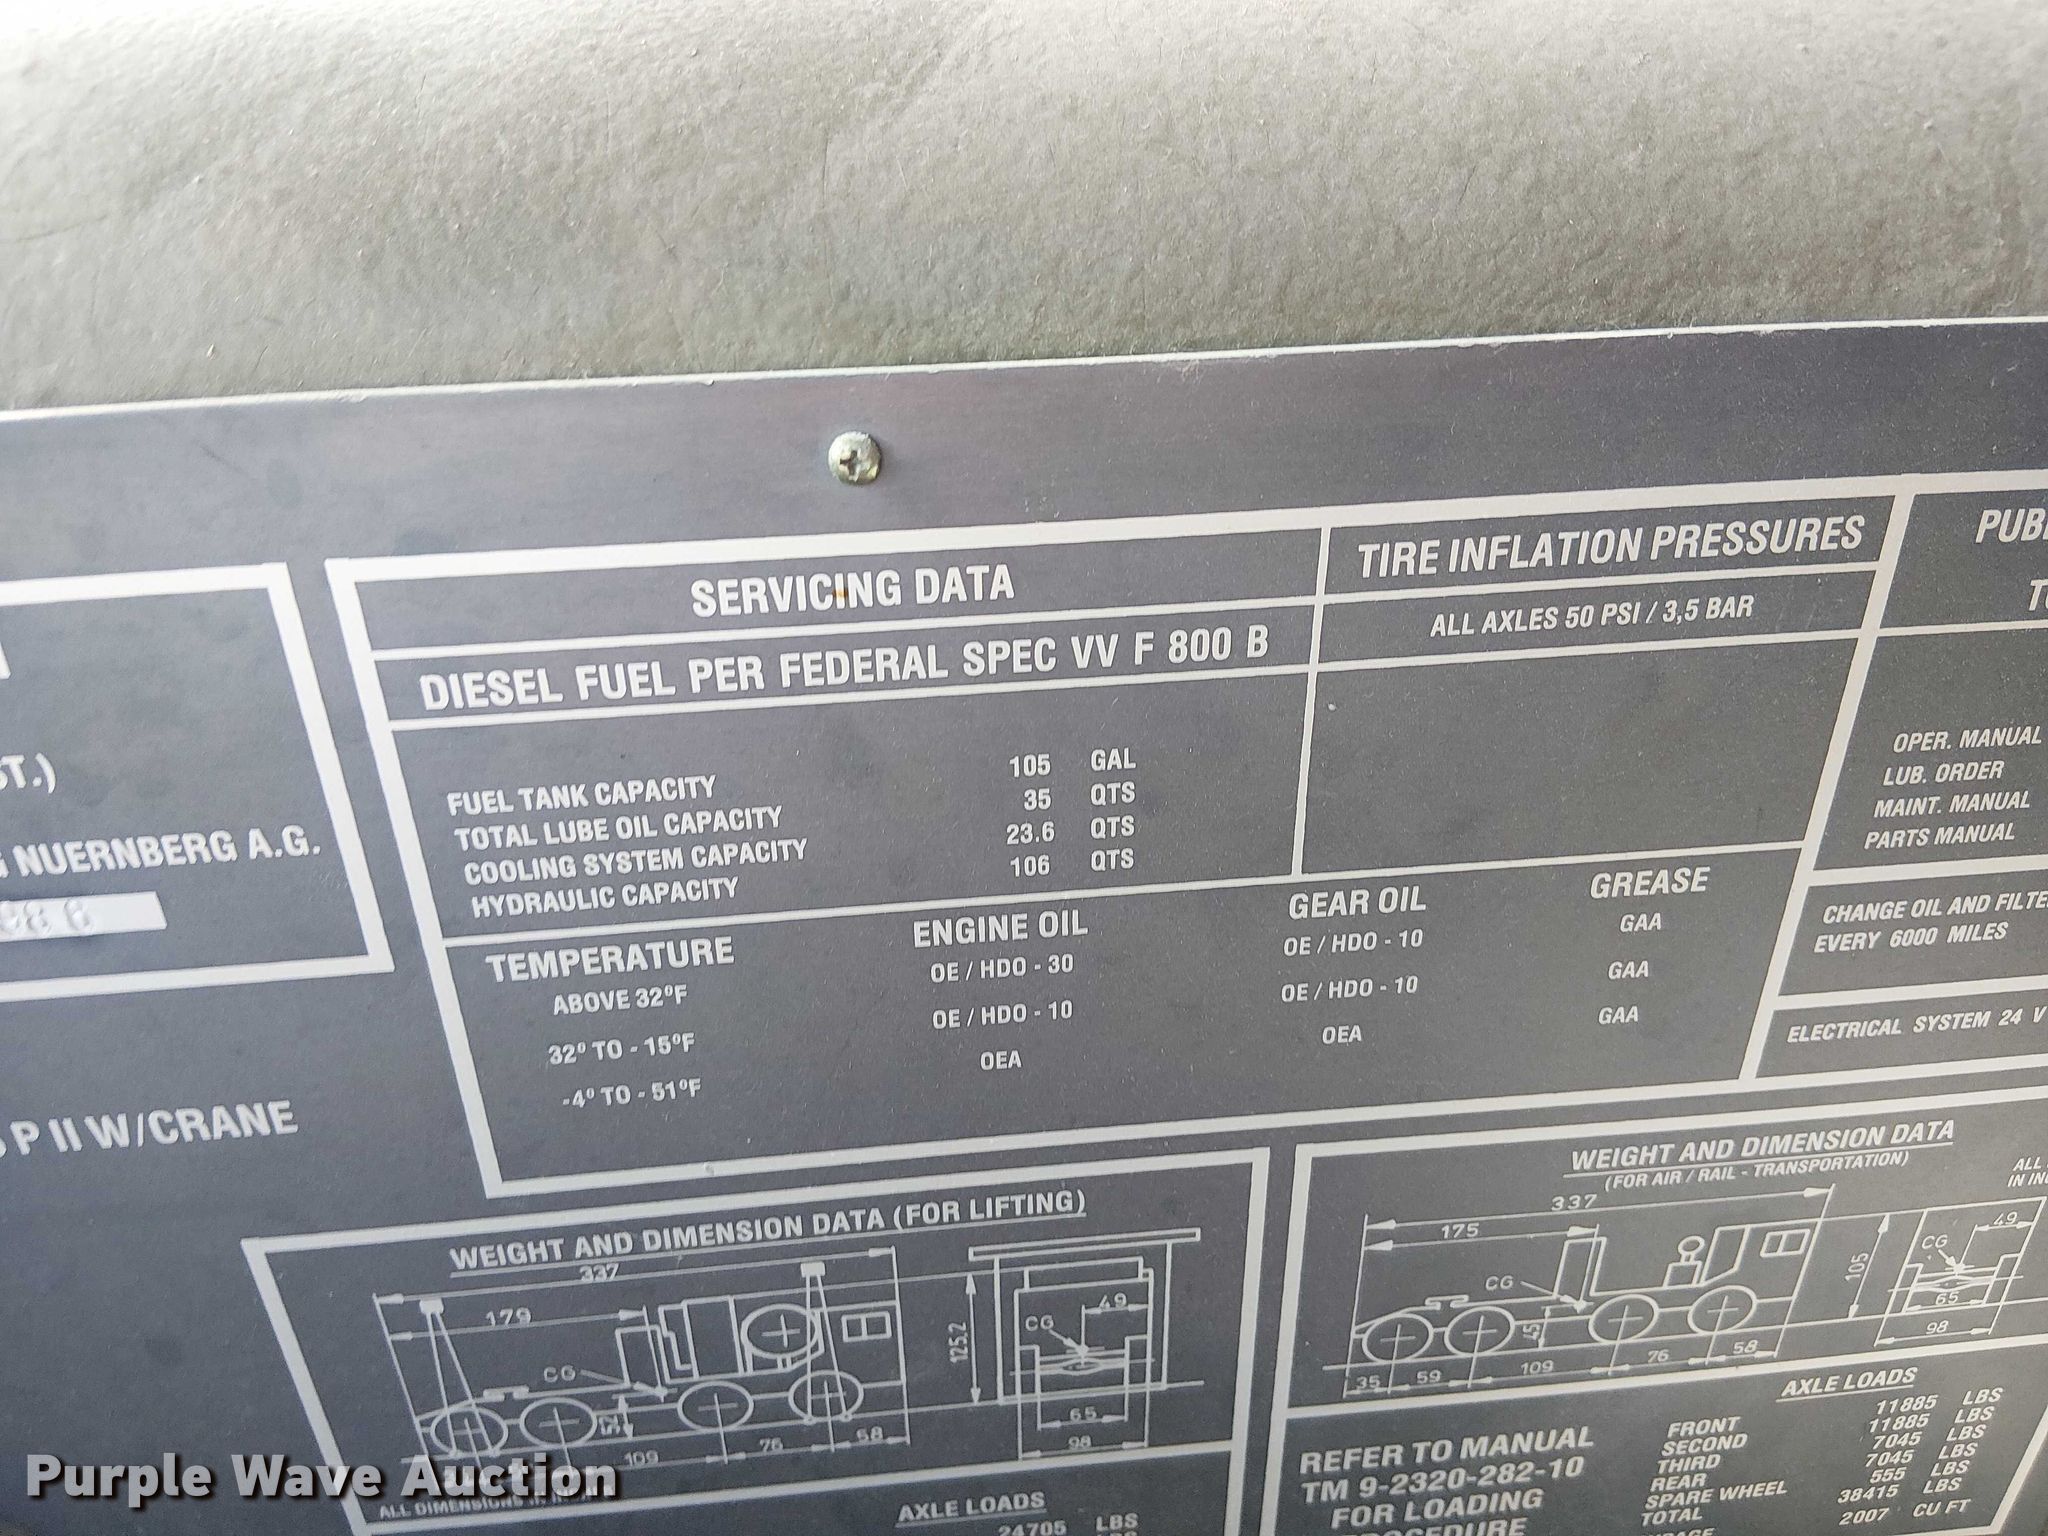 ST.)
NUERNBERG A.G.
P II W/CRANE
SERVICING DATA
DIESEL FUEL PER FEDERAL SPEC VV F 800 B
FUEL TANK CAPACITY 105 GAL
TOTAL LUBE OIL CAPACITY 35 QTS
COOLING SYSTEM CAPACITY 23.6 QTS
HYDRAULIC CAPACITY 106 QTS
TEMPERATURE ENGINE OIL GEAR OIL GREASE
ABOVE 32°F OE / HDO - 30 OE / HDO - 10 GAA
32° TO - 15°F OE / HDO - 10 OE / HDO - 10 GAA
-4° TO - 51°F OEA OEA GAA
TIRE INFLATION PRESSURES
ALL AXLES 50 PSI / 3,5 BAR
PUB
OPER. MANUAL
LUB. ORDER
MAINT. MANUAL
PARTS MANUAL
CHANGE OIL AND FILTE
EVERY 6000 MILES
ELECTRICAL SYSTEM 24 V
WEIGHT AND DIMENSION DATA (FOR LIFTING)
337
179
CG
109 76 58
125.2
49
CG
65
98
ALL DIMENSIONS IN
AXLE LOADS
24705 LBS
WEIGHT AND DIMENSION DATA
(FOR AIR / RAIL - TRANSPORTATION)
ALL
IN IN
337
175
CG
45
35 59 109 76 58
105
49
CG
65
98
REFER TO MANUAL
TM 9-2320-282-10
FOR LOADING
PROCEDURE
AXLE LOADS
FRONT 11885 LBS
SECOND 11885 LBS
THIRD 7045 LBS
REAR 7045 LBS
SPARE WHEEL 555 LBS
TOTAL 38415 LBS
2007 CU FT
Purple Wave Auction